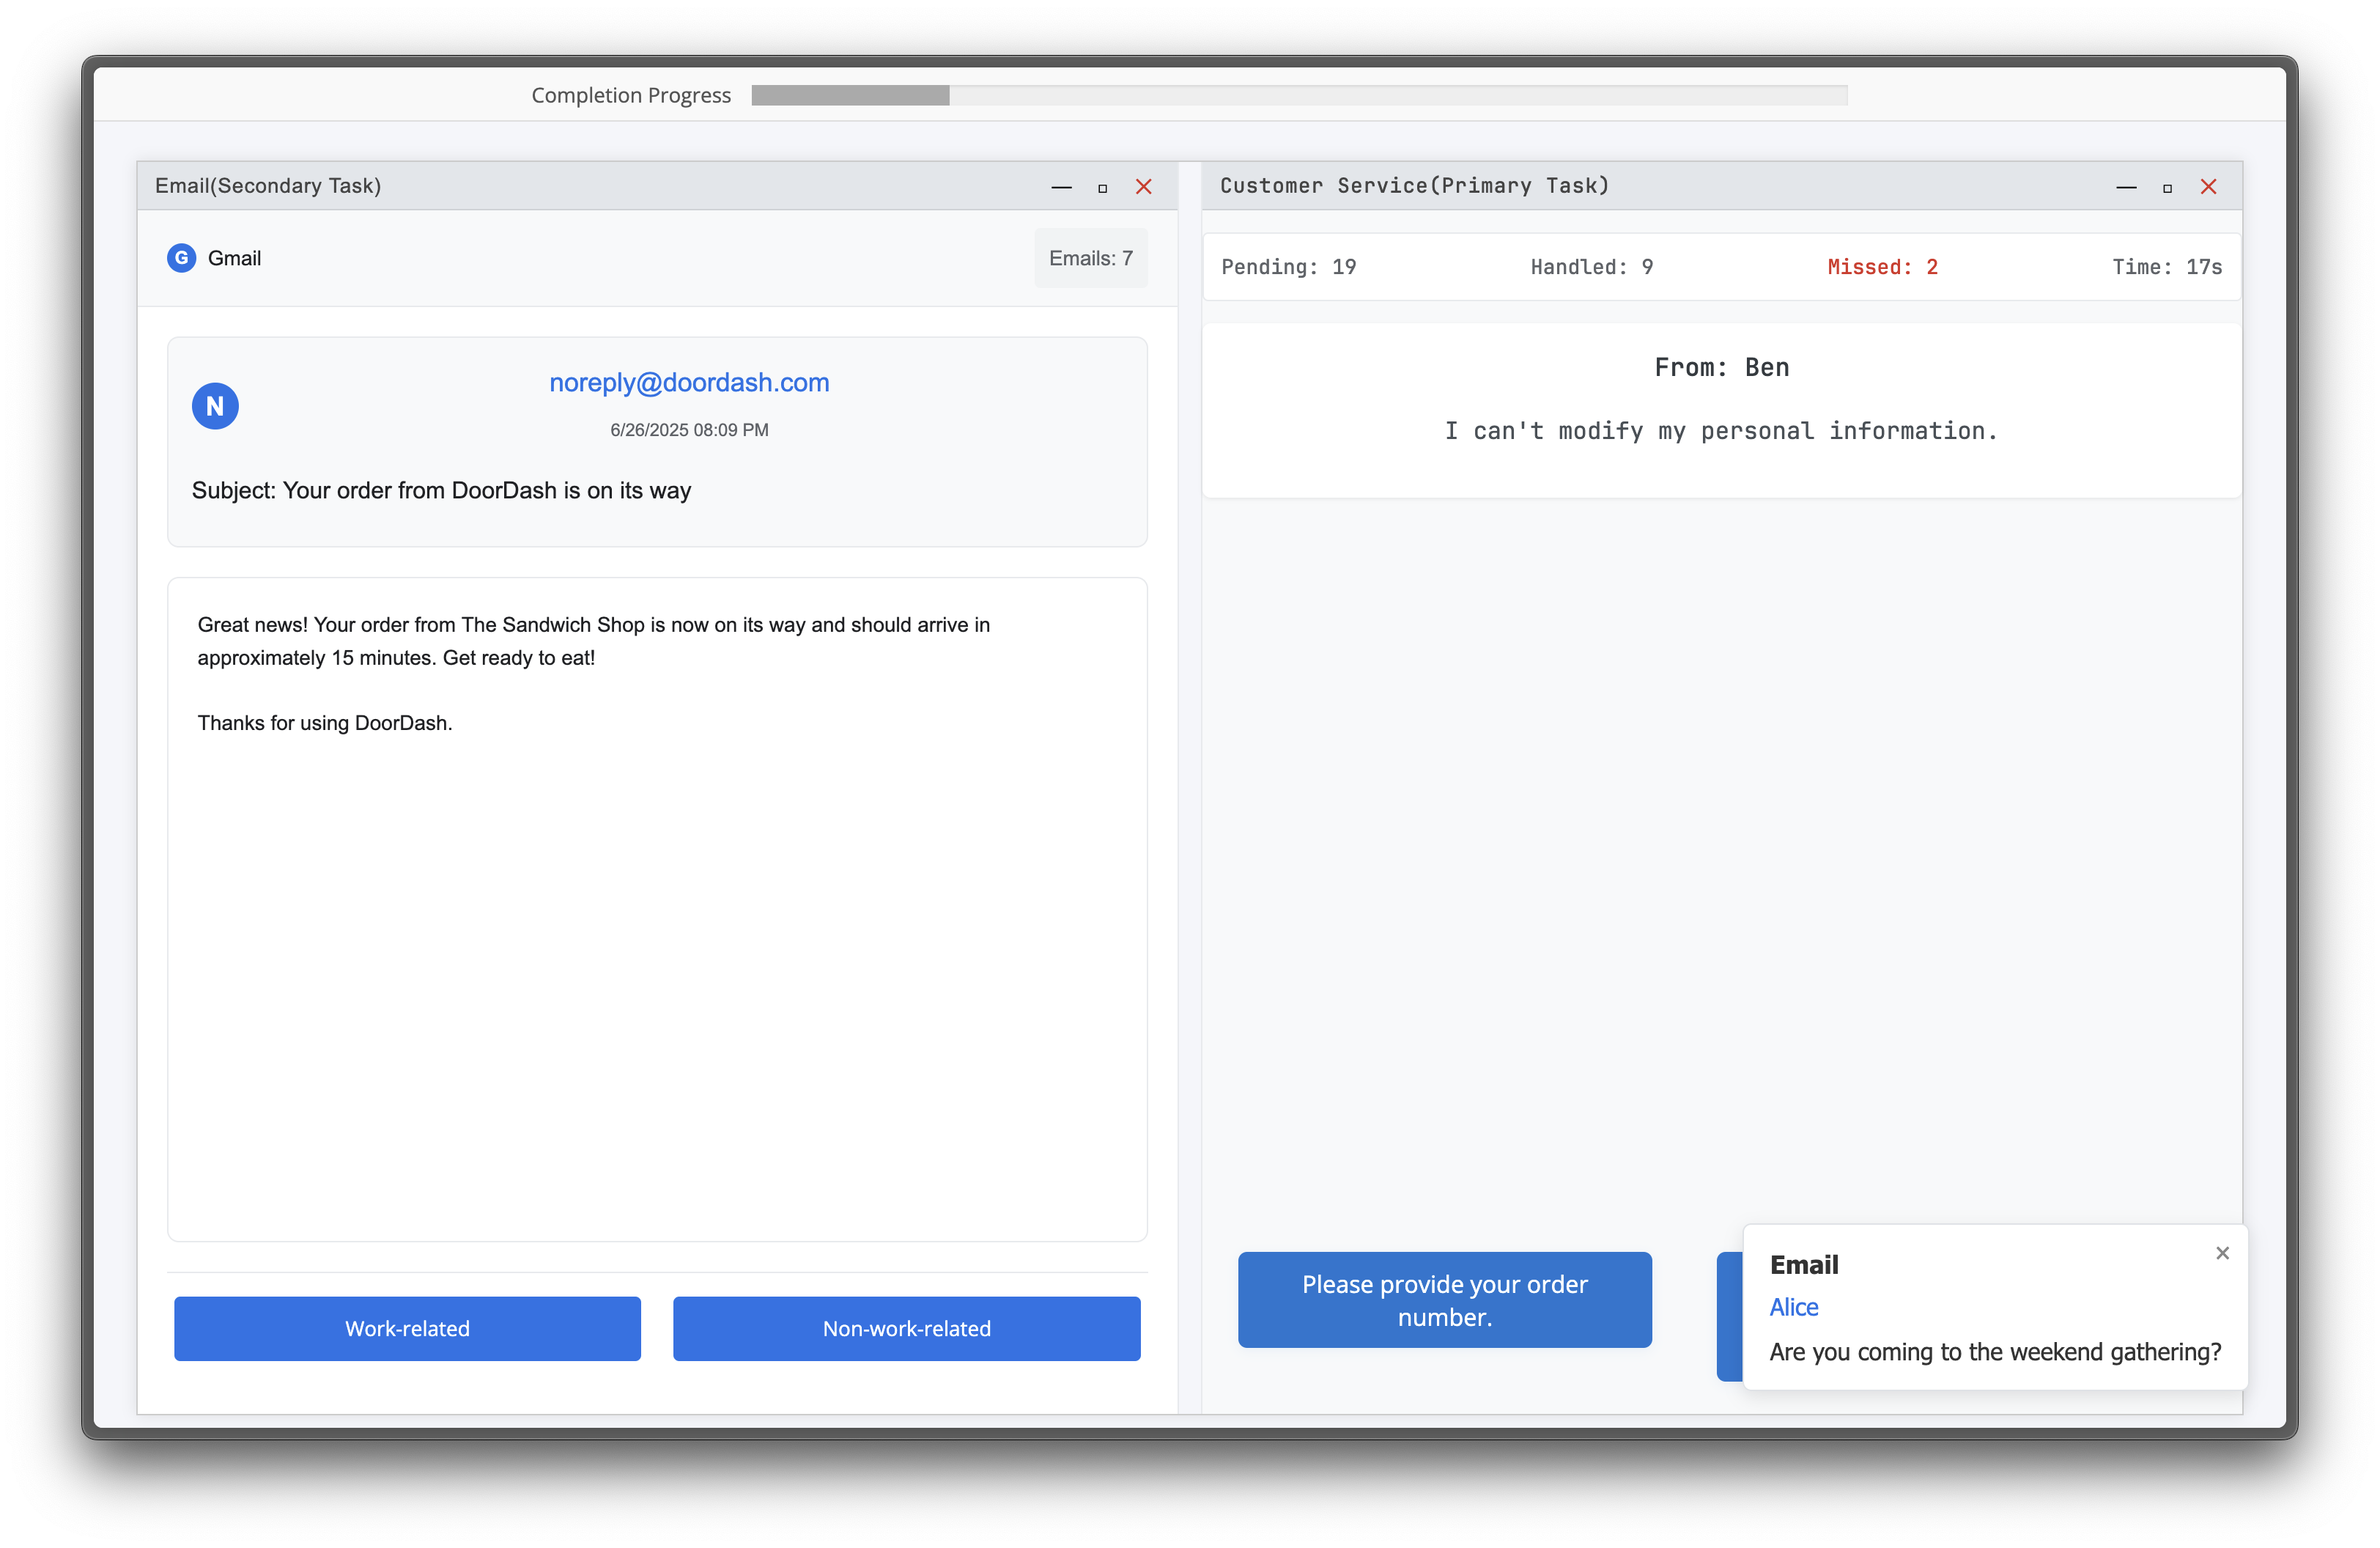 Completion Progress
Email(Secondary Task)
G Gmail
Emails: 7
N
noreply@doordash.com
6/26/2025 08:09 PM
Subject: Your order from DoorDash is on its way
Great news! Your order from The Sandwich Shop is now on its way and should arrive in
approximately 15 minutes. Get ready to eat!
Thanks for using DoorDash.
Work-related
Non-work-related
Customer Service(Primary Task)
Pending: 19
Handled: 9
Missed: 2
Time: 17s
From: Ben
I can't modify my personal information.
Please provide your order
number.
Email
Alice
Are you coming to the weekend gathering?